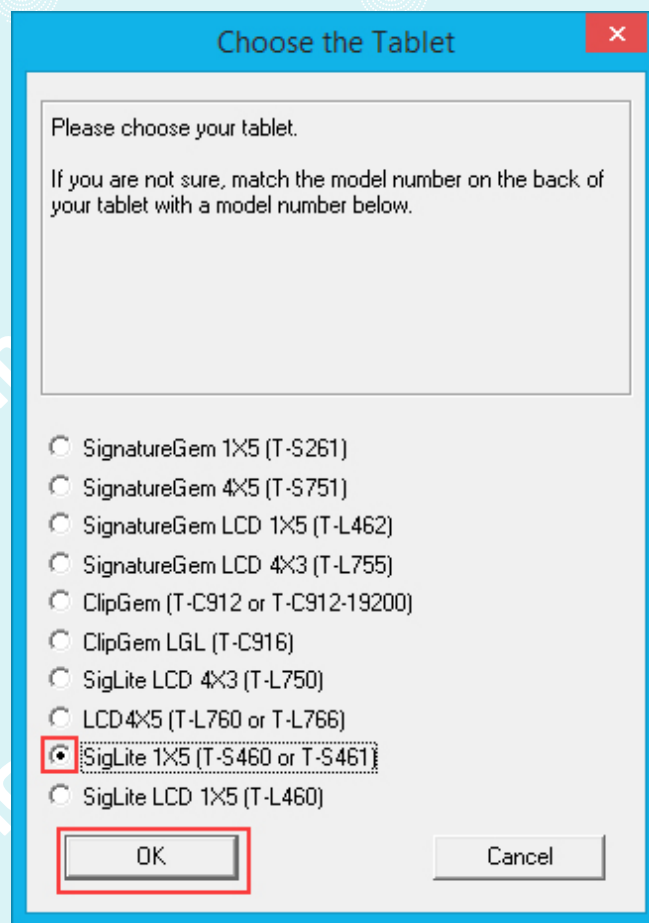 Choose the Tablet
Please choose your tablet.
If you are not sure, match the model number on the back of
your tablet with a model number below.
SignatureGem 1X5 (T-S261)
SignatureGem 4X5 (T-S751)
SignatureGem LCD 1X5 (T-L462)
SignatureGem LCD 4X3 (T-L755)
ClipGem (T-C912 or T-C912-19200)
ClipGem LGL (T-C916)
SigLite LCD 4X3 (T-L750)
LCD4X5 (T-L760 or T-L766)
SigLite 1X5 (T-S460 or T-S461)
SigLite LCD 1X5 (T-L460)
OK Cancel